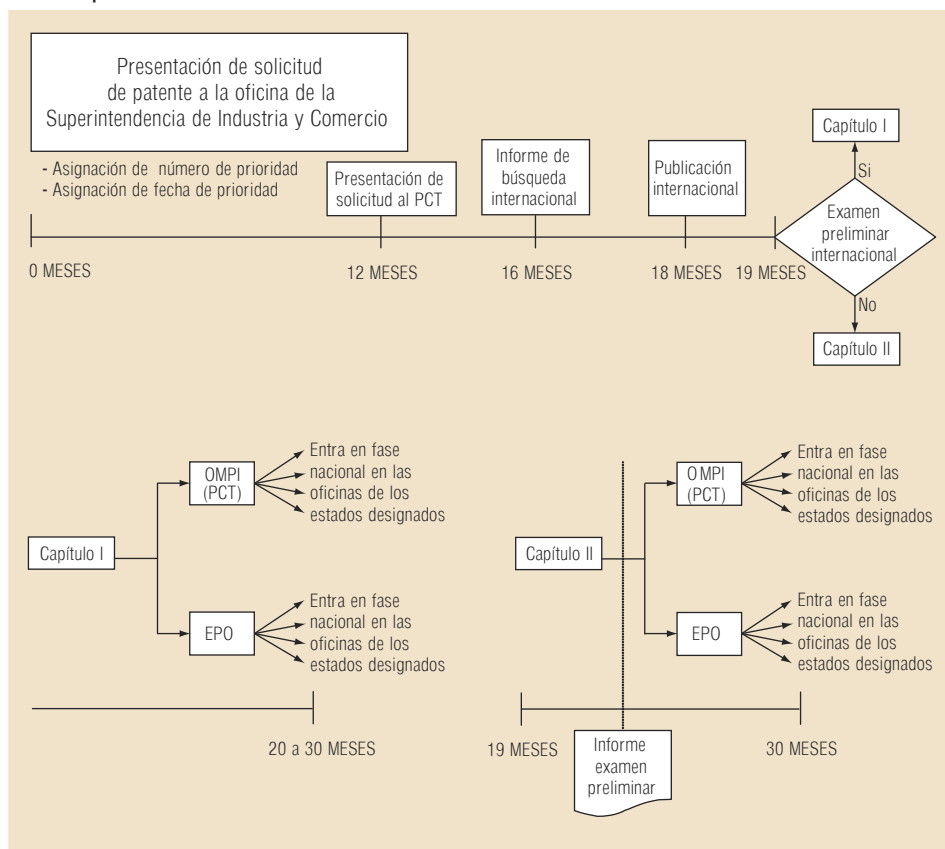 Presentación de solicitud
de patente a la oficina de la
Superintendencia de Industria y Comercio
- Asignación de número de prioridad
- Asignación de fecha de prioridad
Presentación de
solicitud al PCT
Informe de
búsqueda
internacional
Publicación
internacional
Capítulo I
Si
Examen
preliminar
internacional
No
Capítulo II
0 MESES
12 MESES
16 MESES
18 MESES
19 MESES
Capítulo I
OMPI
(PCT)
Entra en fase
nacional en las
oficinas de los
estados designados
EPO
Entra en fase
nacional en las
oficinas de los
estados designados
20 a 30 MESES
Capítulo II
OMPI
(PCT)
Entra en fase
nacional en las
oficinas de los
estados designados
EPO
Entra en fase
nacional en las
oficinas de los
estados designados
19 MESES
Informe
examen
preliminar
30 MESES